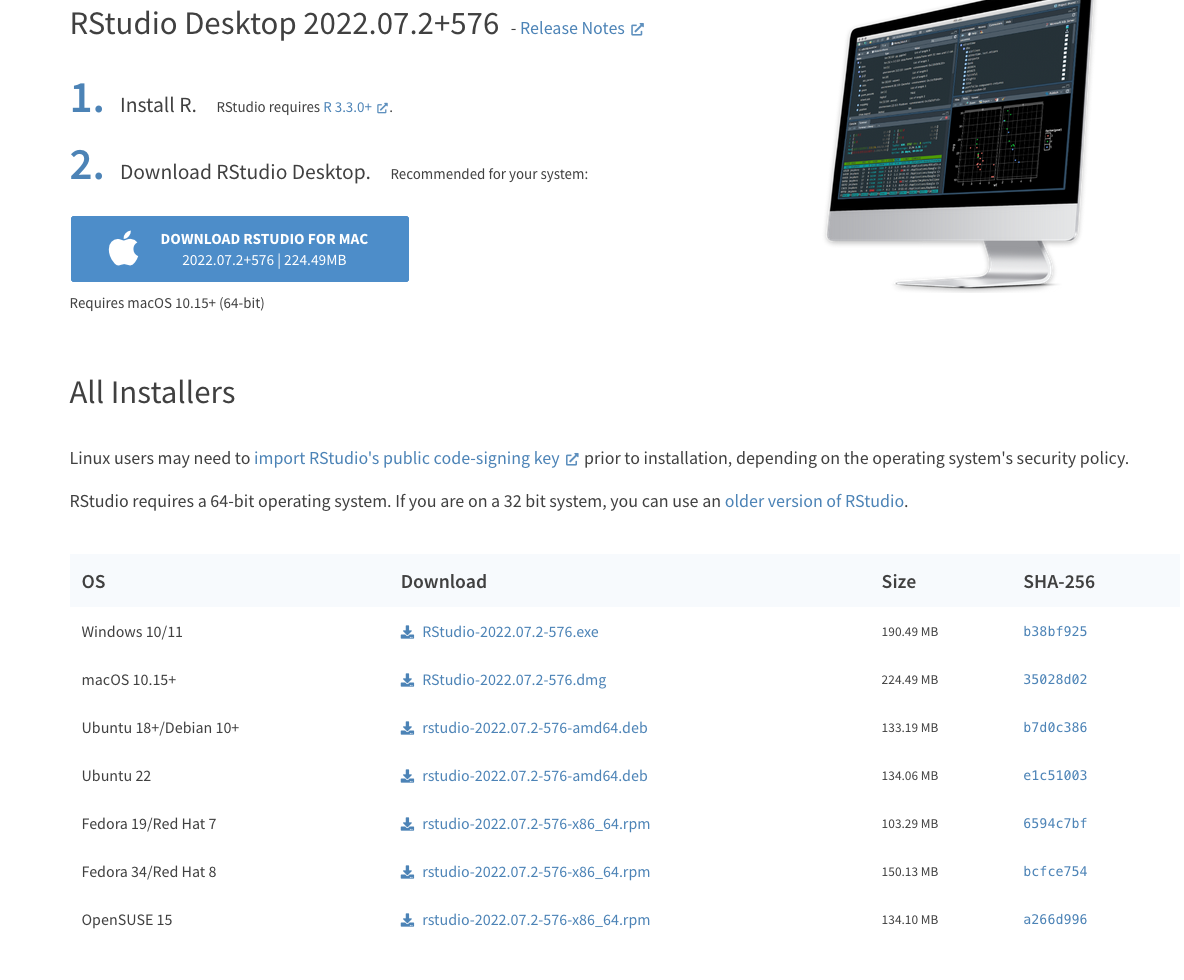 RStudio Desktop 2022.07.2+576 - Release Notes
1. Install R. RStudio requires R 3.3.0+.
2. Download RStudio Desktop. Recommended for your system:
DOWNLOAD RSTUDIO FOR MAC
2022.07.2+576 | 224.49MB
Requires macOS 10.15+ (64-bit)
All Installers
Linux users may need to import RStudio's public code-signing key prior to installation, depending on the operating system's security policy.
RStudio requires a 64-bit operating system. If you are on a 32 bit system, you can use an older version of RStudio.
OS Download Size SHA-256
Windows 10/11 RStudio-2022.07.2-576.exe 190.49 MB b38bf925
macOS 10.15+ RStudio-2022.07.2-576.dmg 224.49 MB 35028d02
Ubuntu 18+/Debian 10+ rstudio-2022.07.2-576-amd64.deb 133.19 MB b7d0c386
Ubuntu 22 rstudio-2022.07.2-576-amd64.deb 134.06 MB e1c51003
Fedora 19/Red Hat 7 rstudio-2022.07.2-576-x86_64.rpm 103.29 MB 6594c7bf
Fedora 34/Red Hat 8 rstudio-2022.07.2-576-x86_64.rpm 150.13 MB bcfce754
OpenSUSE 15 rstudio-2022.07.2-576-x86_64.rpm 134.10 MB a266d996